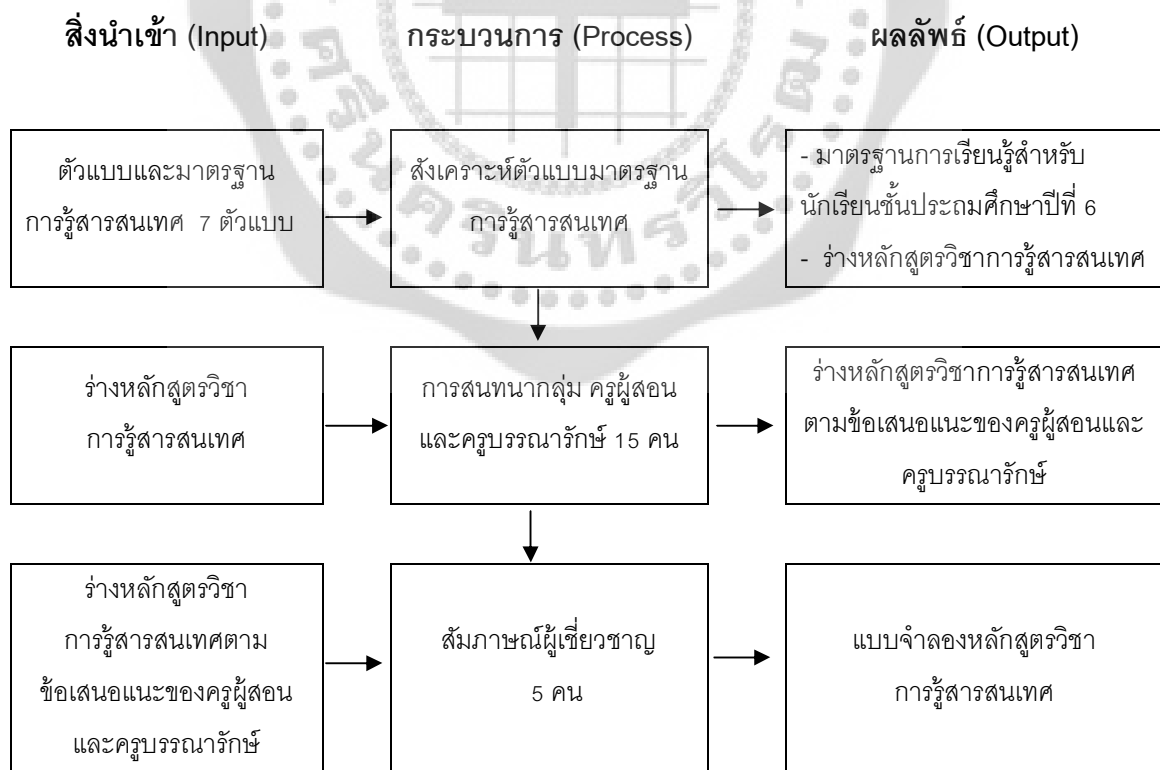 สิ่งนำเข้า (Input)
กระบวนการ (Process)
ผลลัพธ์ (Output)
ตัวแบบและมาตรฐาน
การรู้สารสนเทศ 7 ตัวแบบ
สังเคราะห์ตัวแบบมาตรฐาน
การรู้สารสนเทศ
- มาตรฐานการเรียนรู้สำหรับ
นักเรียนชั้นประถมศึกษาปีที่ 6
- ร่างหลักสูตรวิชาการรู้สารสนเทศ
ร่างหลักสูตรวิชา
การรู้สารสนเทศ
การสนทนากลุ่ม ครูผู้สอน
และครูบรรณารักษ์ 15 คน
ร่างหลักสูตรวิชาการรู้สารสนเทศ
ตามข้อเสนอแนะของครูผู้สอนและ
ครูบรรณารักษ์
ร่างหลักสูตรวิชา
การรู้สารสนเทศตาม
ข้อเสนอแนะของครูผู้สอน
และครูบรรณารักษ์
สัมภาษณ์ผู้เชี่ยวชาญ
5 คน
แบบจำลองหลักสูตรวิชา
การรู้สารสนเทศ